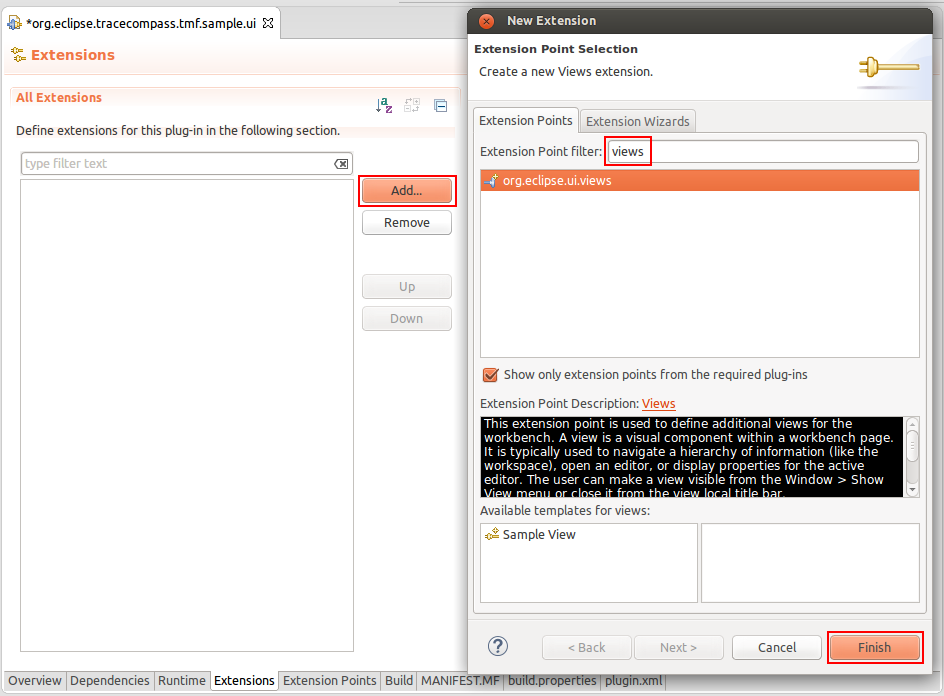 *org.eclipse.tracecompass.tmf.sample.ui
Extensions
All Extensions
Define extensions for this plug-in in the following section.
type filter text
Add...
Remove
Up
Down
Overview Dependencies Runtime Extensions Extension Points Build MANIFEST.MF build.properties plugin.xml
New Extension
Extension Point Selection
Create a new Views extension.
Extension Points Extension Wizards
Extension Point filter: views
org.eclipse.ui.views
Show only extension points from the required plug-ins
Extension Point Description: Views
This extension point is used to define additional views for the
workbench. A view is a visual component within a workbench page.
It is typically used to navigate a hierarchy of information (like the
workspace), open an editor, or display properties for the active
editor. The user can make a view visible from the Window > Show
View menu or close it from the view local title bar.
Available templates for views:
Sample View
? < Back Next > Cancel Finish